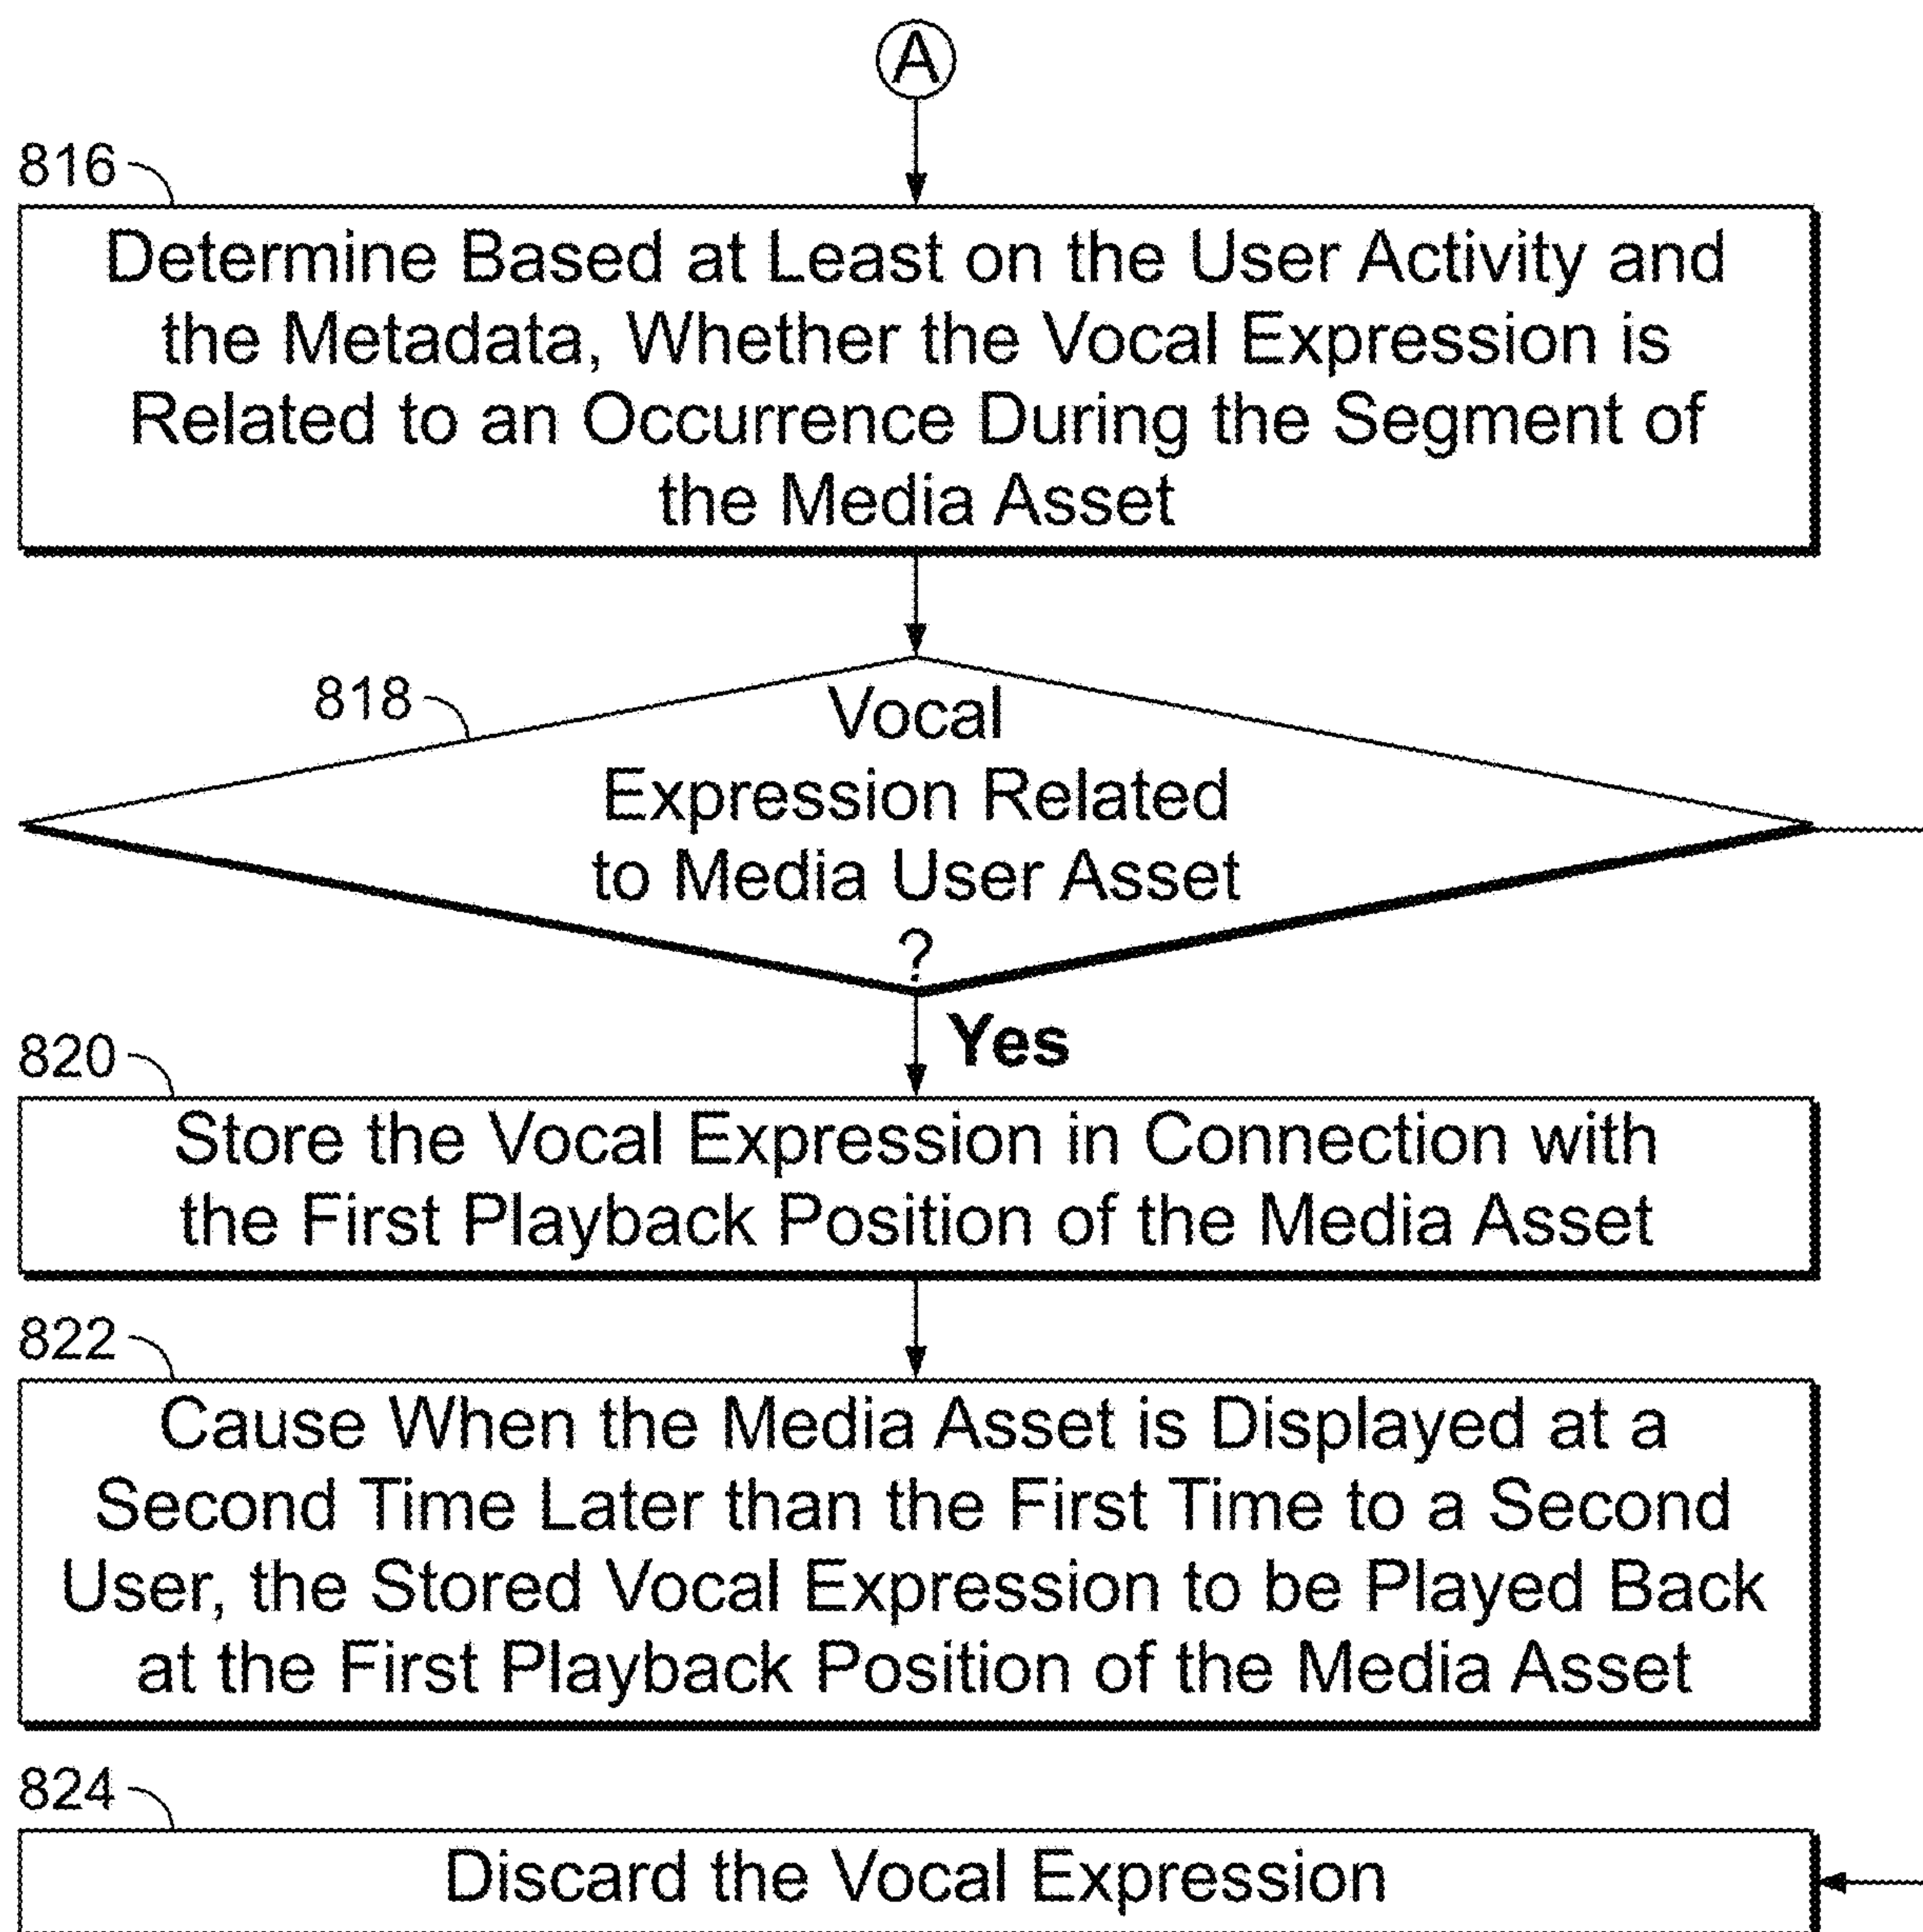 A
816
Determine Based at Least on the User Activity and
the Metadata, Whether the Vocal Expression is
Related to an Occurrence During the Segment of
the Media Asset
818
Vocal
Expression Related
to Media User Asset
?
Yes
820
Store the Vocal Expression in Connection with
the First Playback Position of the Media Asset
822
Cause When the Media Asset is Displayed at a
Second Time Later than the First Time to a Second
User, the Stored Vocal Expression to be Played Back
at the First Playback Position of the Media Asset
824
Discard the Vocal Expression